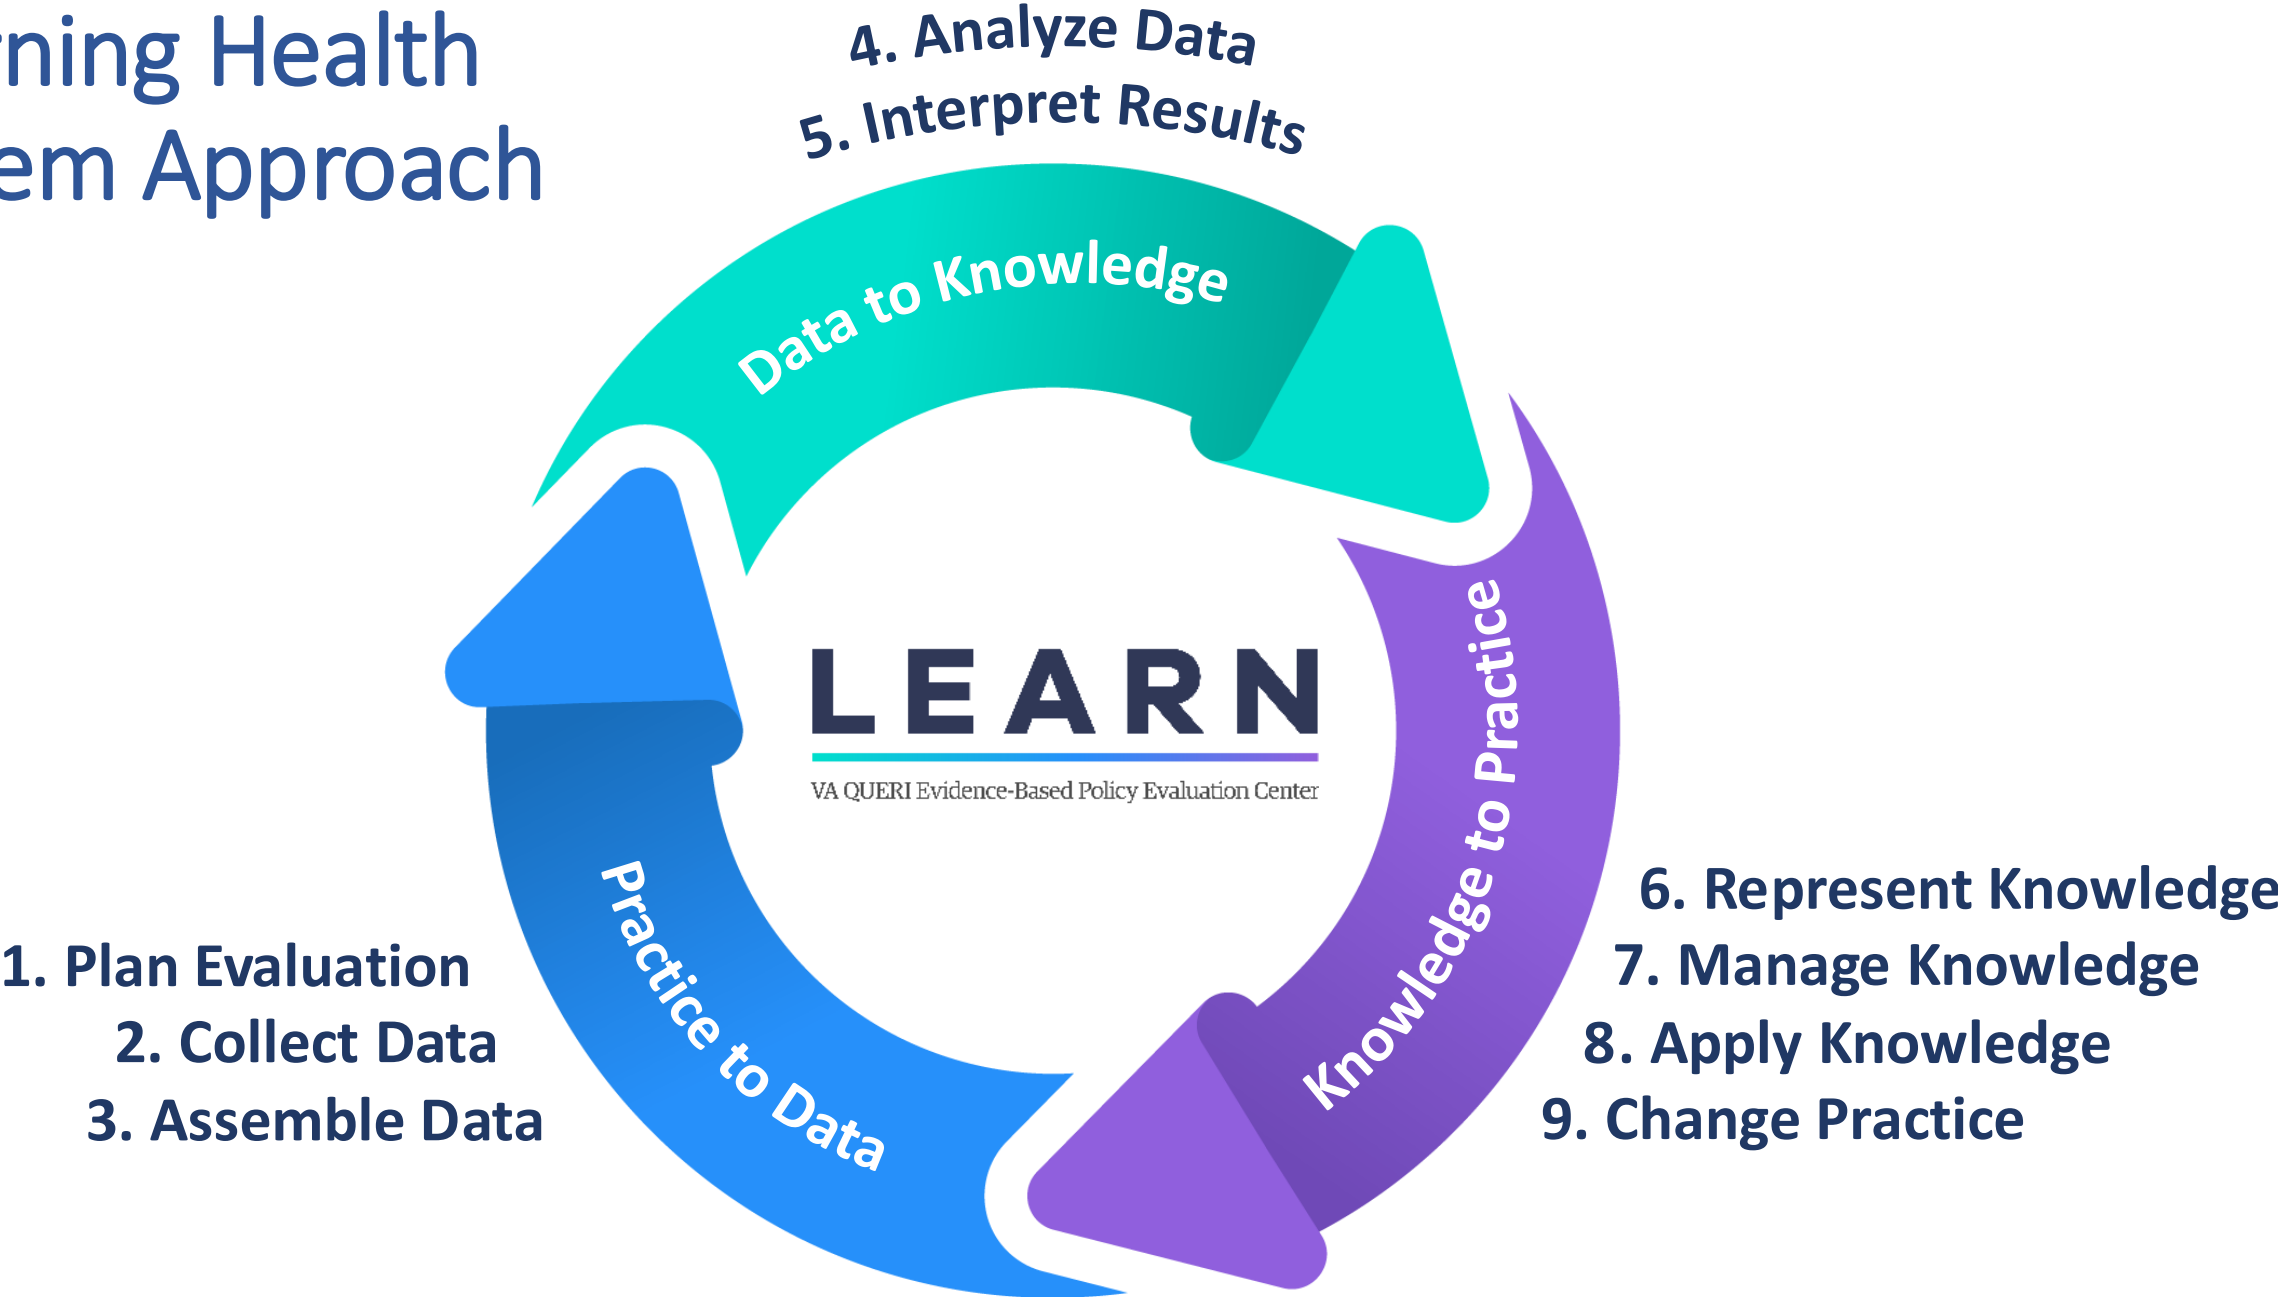 rning Health
em Approach
4. Analyze Data
5. Interpret Results
Data to Knowledge
Knowledge to Practice
Practice to Data
LEARN
VA QUERI Evidence-Based Policy Evaluation Center
1. Plan Evaluation
2. Collect Data
3. Assemble Data
6. Represent Knowledge
7. Manage Knowledge
8. Apply Knowledge
9. Change Practice